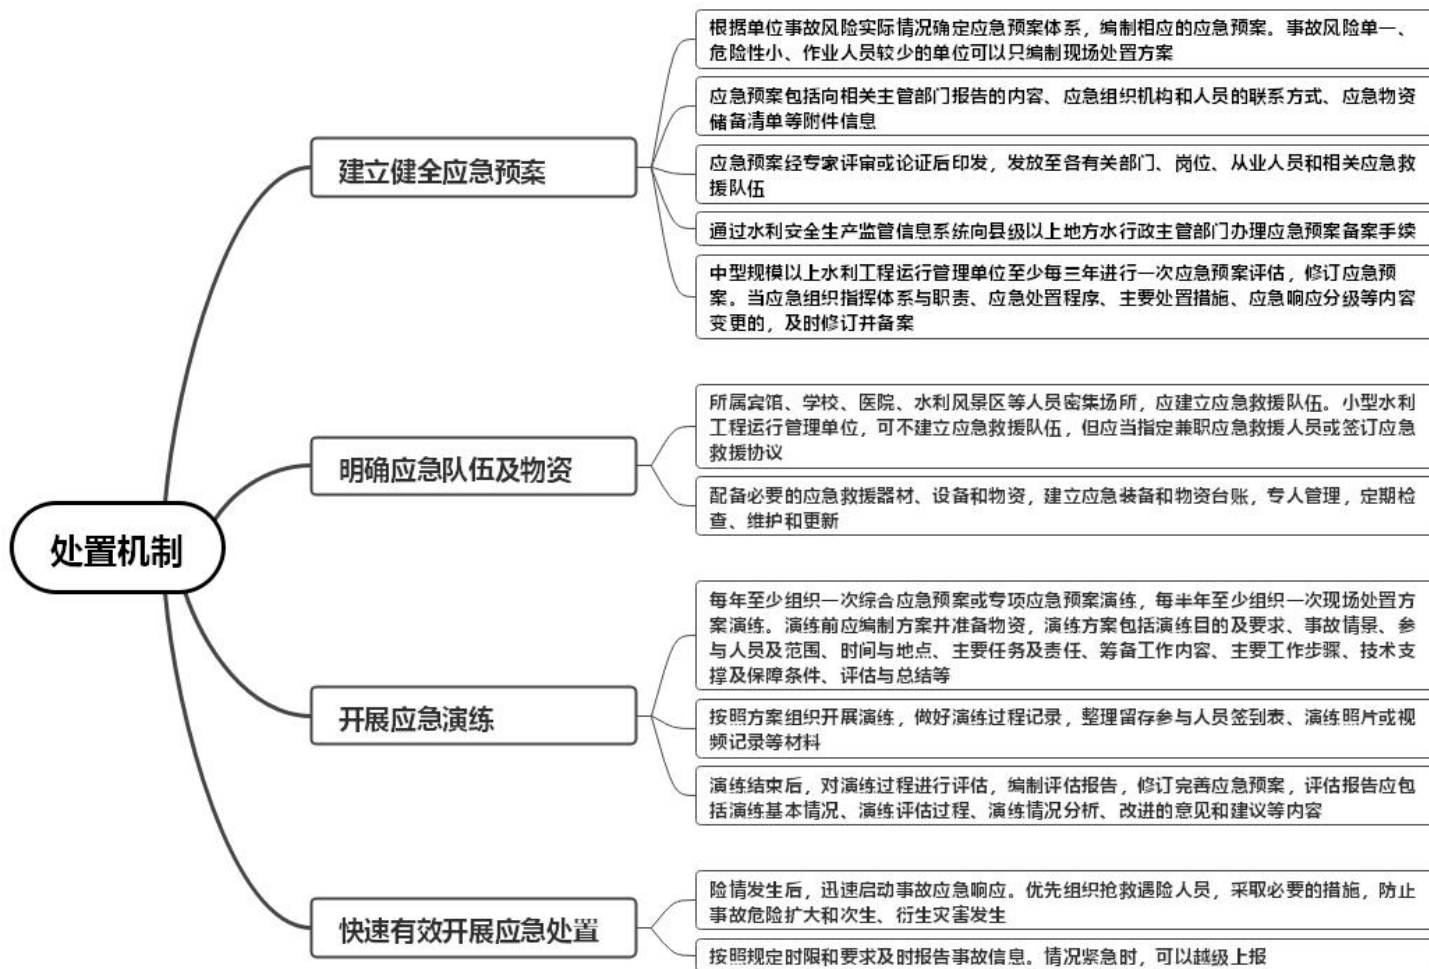 处置机制
建立健全应急预案
根据单位事故风险实际情况确定应急预案体系，编制相应的应急预案。事故风险单一、
危险性小、作业人员较少的单位可以只编制现场处置方案
应急预案包括向相关主管部门报告的内容、应急组织机构和人员的联系方式、应急物资
储备清单等附件信息
应急预案经专家评审或论证后印发，发放至各有关部门、岗位、从业人员和相关应急救
援队伍
通过水利安全生产监管信息系统向县级以上地方水行政主管部门办理应急预案备案手续
中型规模以上水利工程运行管理单位至少每三年进行一次应急预案评估，修订应急预
案。当应急组织指挥体系与职责、应急处置程序、主要处置措施、应急响应分级等内容
变更的，及时修订并备案
明确应急队伍及物资
所属宾馆、学校、医院、水利风景区等人员密集场所，应建立应急救援队伍。小型水利
工程运行管理单位，可不建立应急救援队伍，但应当指定兼职应急救援人员或签订应急
救援协议
配备必要的应急救援器材、设备和物资，建立应急装备和物资台账，专人管理，定期检
查、维护和更新
开展应急演练
每年至少组织一次综合应急预案或专项应急预案演练，每半年至少组织一次现场处置方
案演练。演练前应编制方案并准备物资，演练方案包括演练目的及要求、事故情景、参
与人员及范围、时间与地点、主要任务及责任、筹备工作内容、主要工作步骤、技术支
撑及保障条件、评估与总结等
按照方案组织开展演练，做好演练过程记录，整理留存参与人员签到表、演练照片或视
频记录等材料
演练结束后，对演练过程进行评估，编制评估报告，修订完善应急预案，评估报告应包
括演练基本情况、演练评估过程、演练情况分析、改进的意见和建议等内容
快速有效开展应急处置
险情发生后，迅速启动事故应急响应。优先组织抢救遇险人员，采取必要的措施，防止
事故危险扩大和次生、衍生灾害发生
按照规定时限和要求及时报告事故信息。情况紧急时，可以越级上报